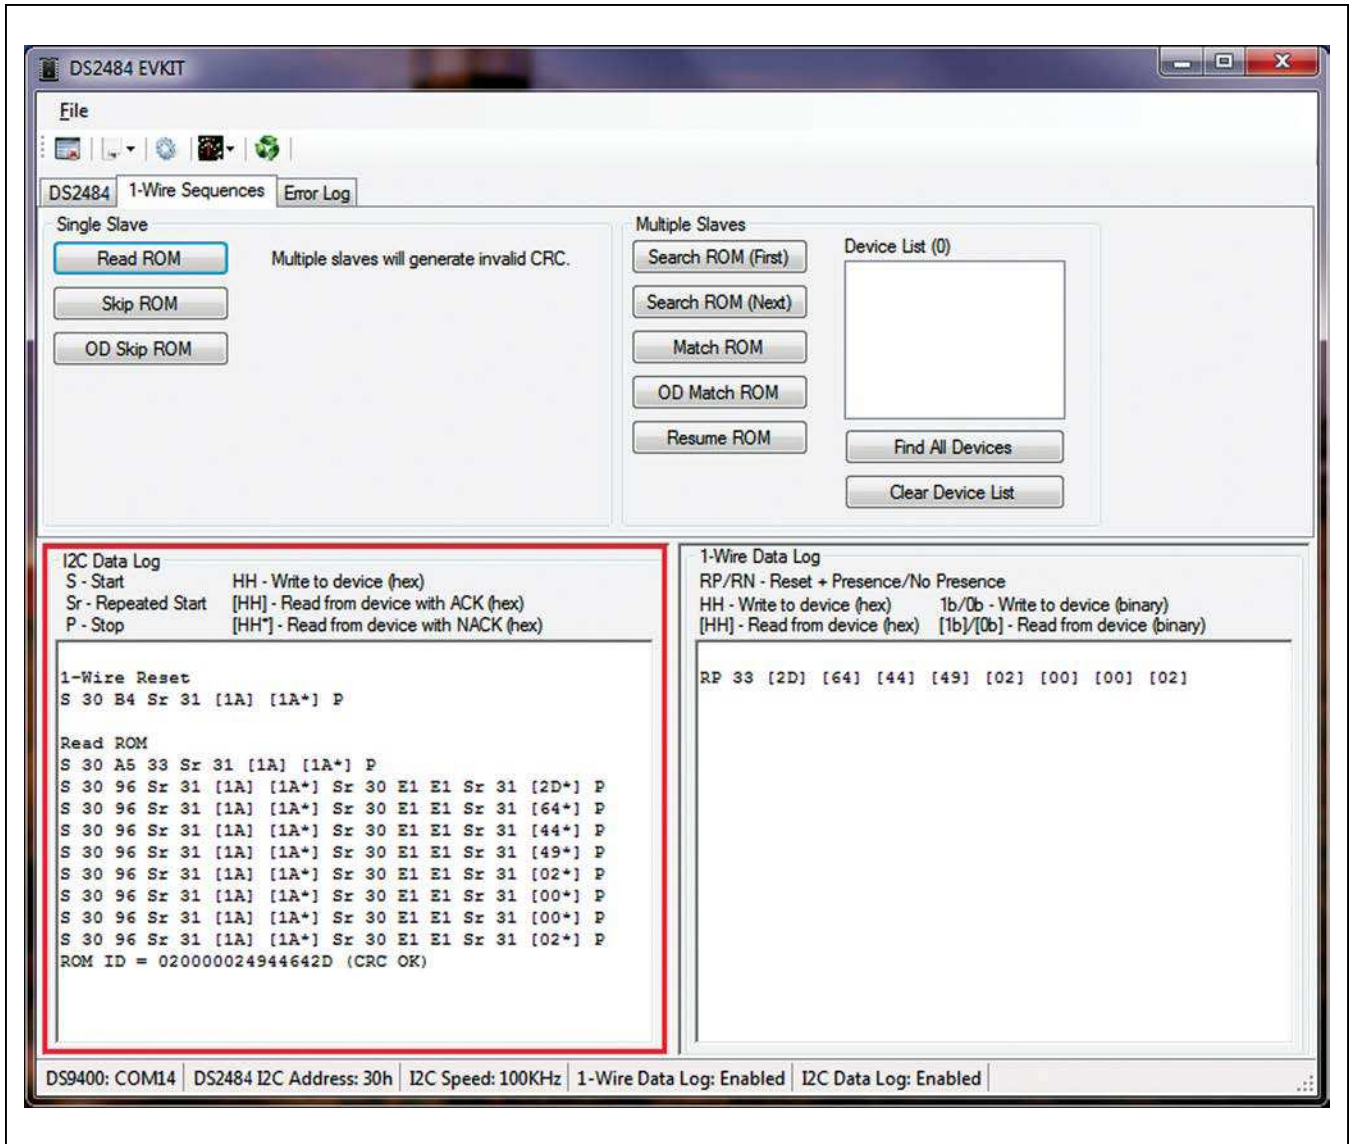 DS2484 EVKIT
File
DS2484 1-Wire Sequences Error Log
Single Slave
Read ROM Multiple slaves will generate invalid CRC.
Skip ROM
OD Skip ROM
Multiple Slaves
Search ROM (First)
Search ROM (Next)
Match ROM
OD Match ROM
Resume ROM
Device List (0)
Find All Devices
Clear Device List
I2C Data Log
S - Start HH - Write to device (hex)
Sr - Repeated Start [HH] - Read from device with ACK (hex)
P - Stop [HH*] - Read from device with NACK (hex)
1-Wire Reset
S 30 B4 Sr 31 [1A] [1A*] P
Read ROM
S 30 A5 33 Sr 31 [1A] [1A*] P
S 30 96 Sr 31 [1A] [1A*] Sr 30 E1 E1 Sr 31 [2D*] P
S 30 96 Sr 31 [1A] [1A*] Sr 30 E1 E1 Sr 31 [64*] P
S 30 96 Sr 31 [1A] [1A*] Sr 30 E1 E1 Sr 31 [44*] P
S 30 96 Sr 31 [1A] [1A*] Sr 30 E1 E1 Sr 31 [49*] P
S 30 96 Sr 31 [1A] [1A*] Sr 30 E1 E1 Sr 31 [02*] P
S 30 96 Sr 31 [1A] [1A*] Sr 30 E1 E1 Sr 31 [00*] P
S 30 96 Sr 31 [1A] [1A*] Sr 30 E1 E1 Sr 31 [00*] P
S 30 96 Sr 31 [1A] [1A*] Sr 30 E1 E1 Sr 31 [02*] P
ROM ID = 020000024944642D (CRC OK)
1-Wire Data Log
RP/RN - Reset + Presence/No Presence
HH - Write to device (hex) 1b/0b - Write to device (binary)
[HH] - Read from device (hex) [1b]/[0b] - Read from device (binary)
RP 33 [2D] [64] [44] [49] [02] [00] [00] [02]
DS9400: COM14 DS2484 I2C Address: 30h I2C Speed: 100KHz 1-Wire Data Log: Enabled I2C Data Log: Enabled